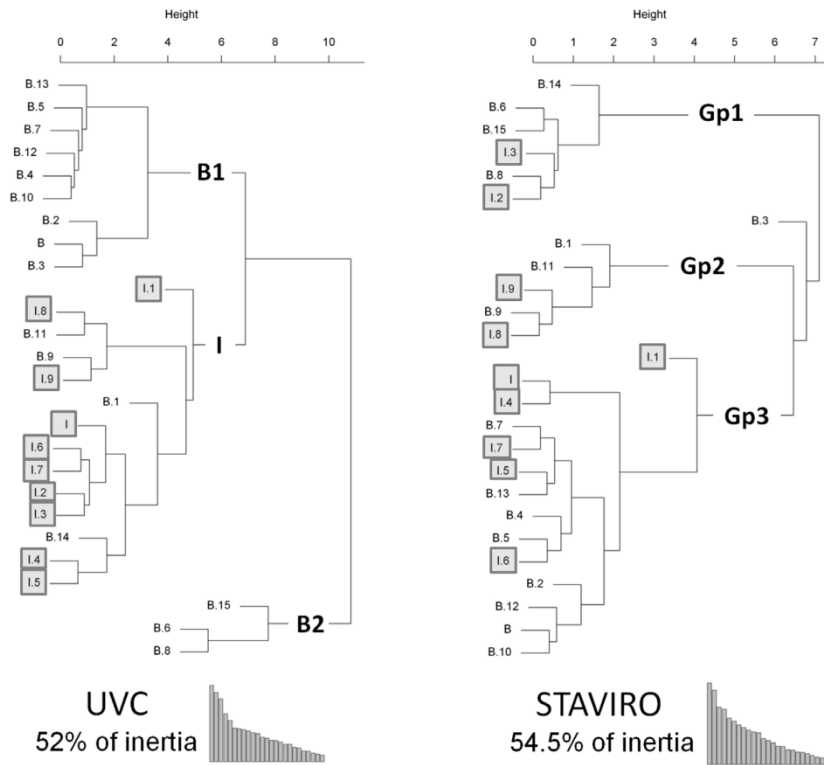 Height
0 2 4 6 8 10
B.13
B.5
B.7
B.12
B.4
B.10
B1
B.2
B
B.3
I.1
I.8
B.11
I
B.9
I.9
B.1
I
I.6
I.7
I.2
I.3
B.14
I.4
I.5
B.15
B2
B.6
B.8
UVC
52% of inertia
Height
0 1 2 3 4 5 6 7
B.14
B.6
Gp1
B.15
I.3
B.8
I.2
B.3
B.1
Gp2
B.11
I.9
B.9
I.8
I.1
I
I.4
Gp3
B.7
I.7
I.5
B.13
B.4
B.5
I.6
B.2
B.12
B
B.10
STAVIRO
54.5% of inertia